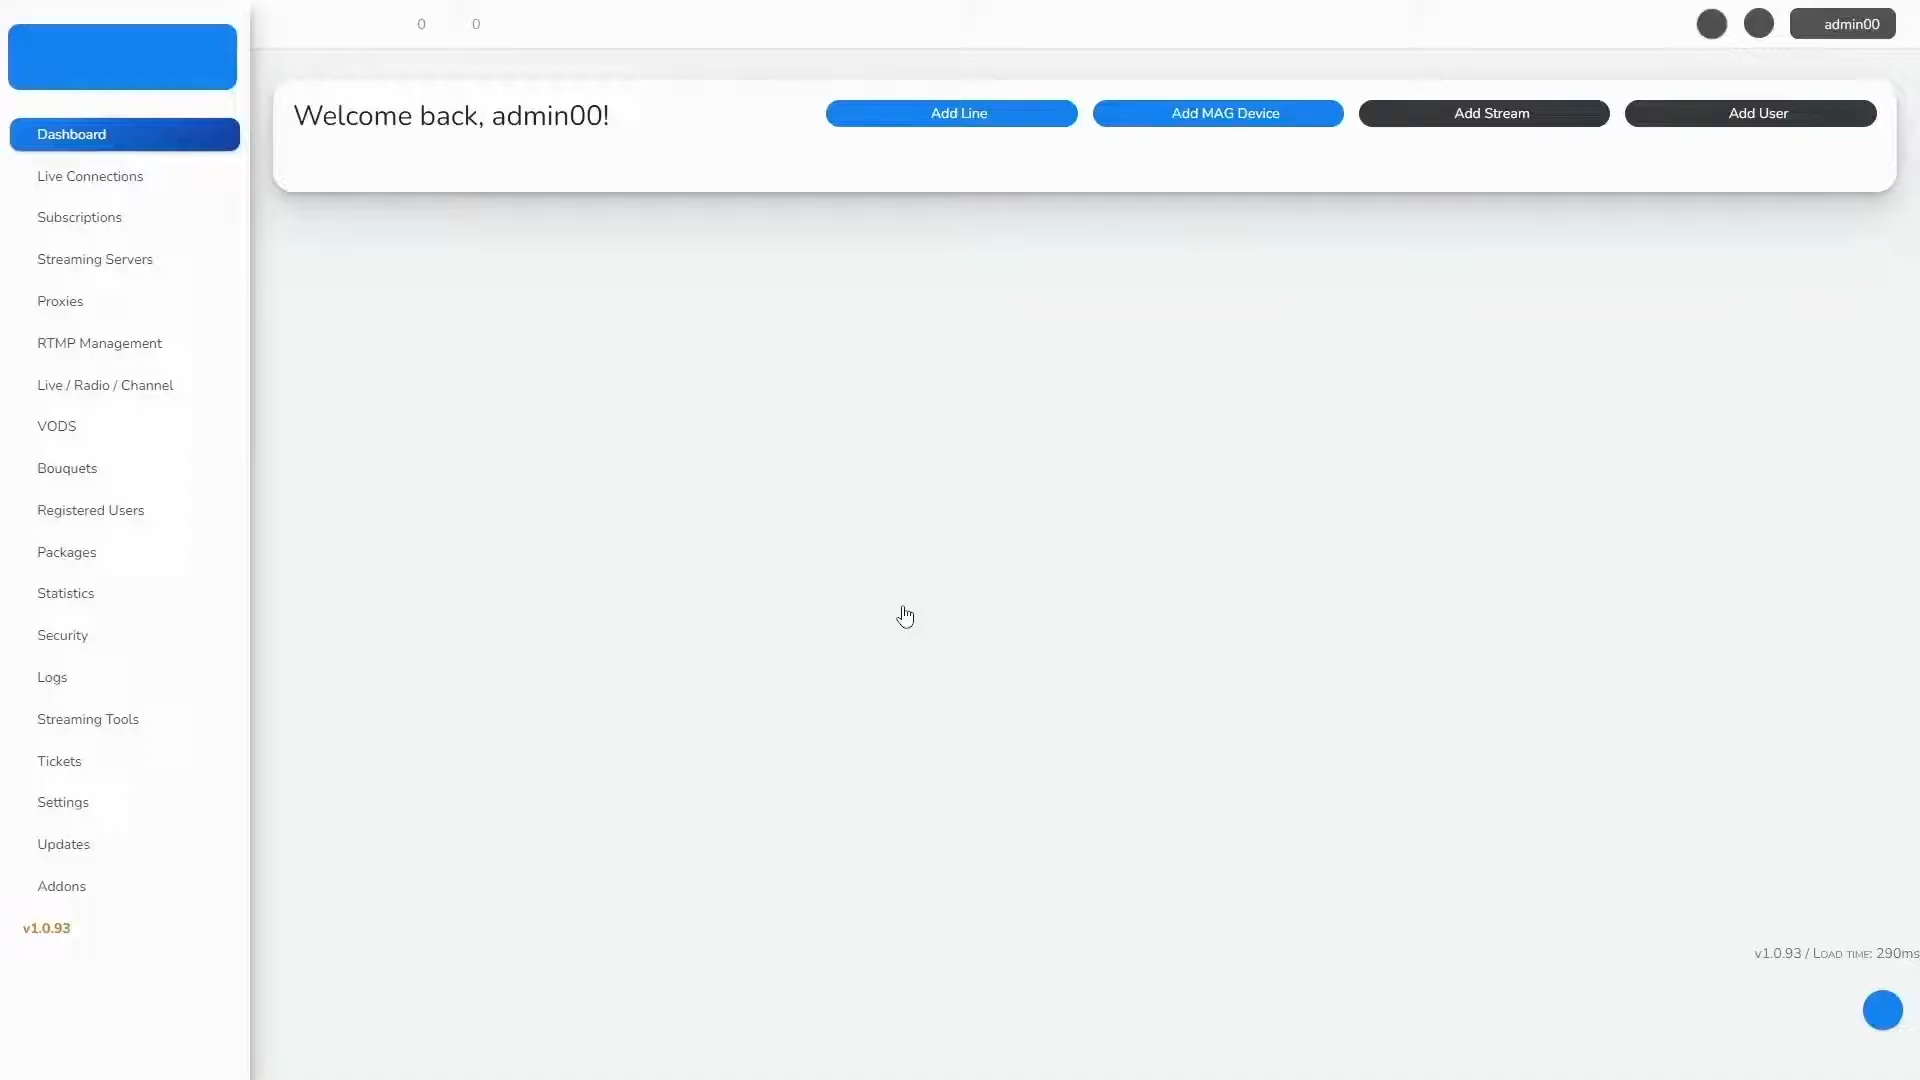 0 0
admin00
Welcome back, admin00!
Add Line
Add MAG Device
Add Stream
Add User
Dashboard
Live Connections
Subscriptions
Streaming Servers
Proxies
RTMP Management
Live / Radio / Channel
VODS
Bouquets
Registered Users
Packages
Statistics
Security
Logs
Streaming Tools
Tickets
Settings
Updates
Addons
v1.0.93
v1.0.93 / Load time: 290ms